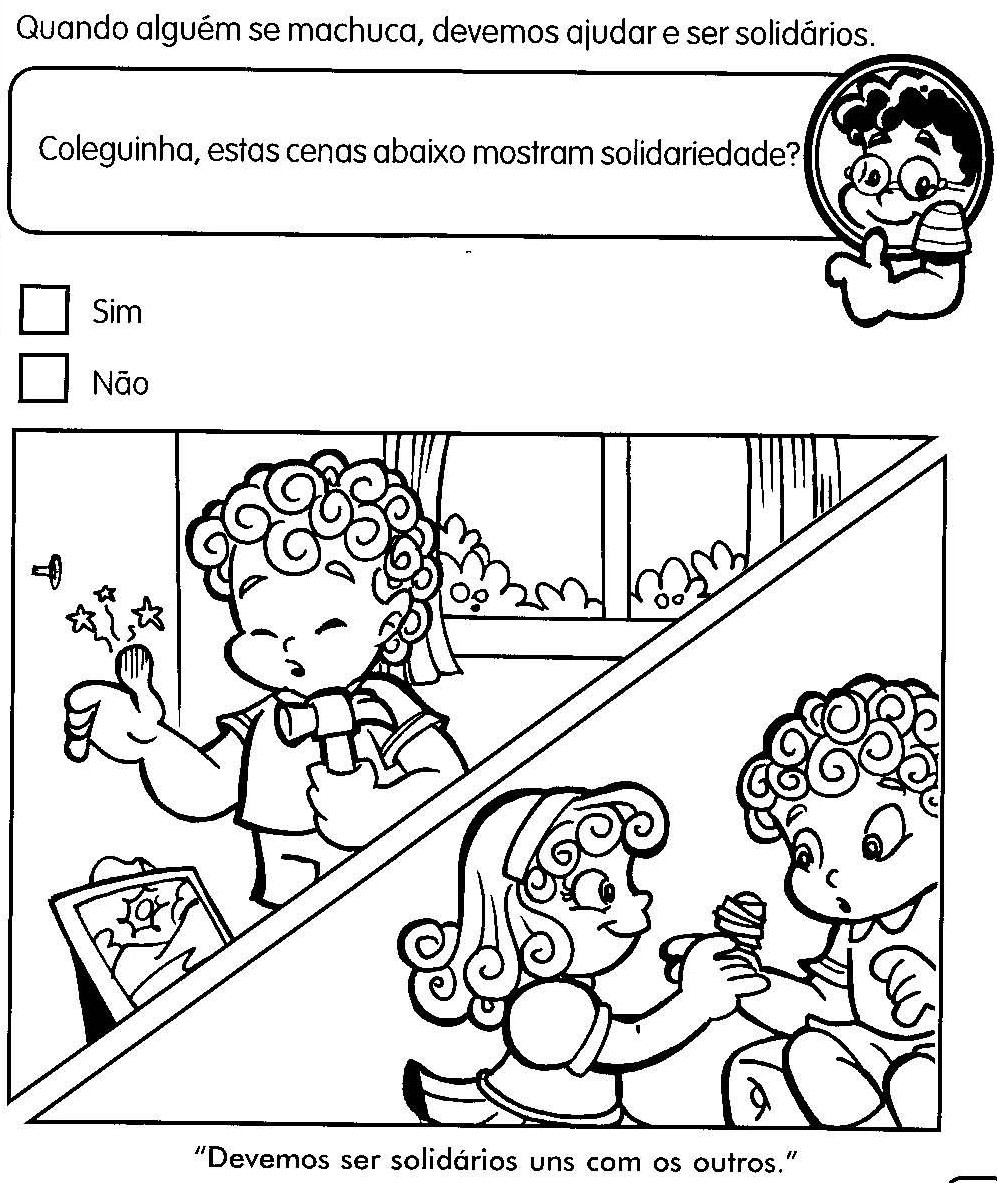 Quando alguém se machuca, devemos ajudar e ser solidários.
Coleguinha, estas cenas abaixo mostram solidariedade?
Sim
Não
"Devemos ser solidários uns com os outros."